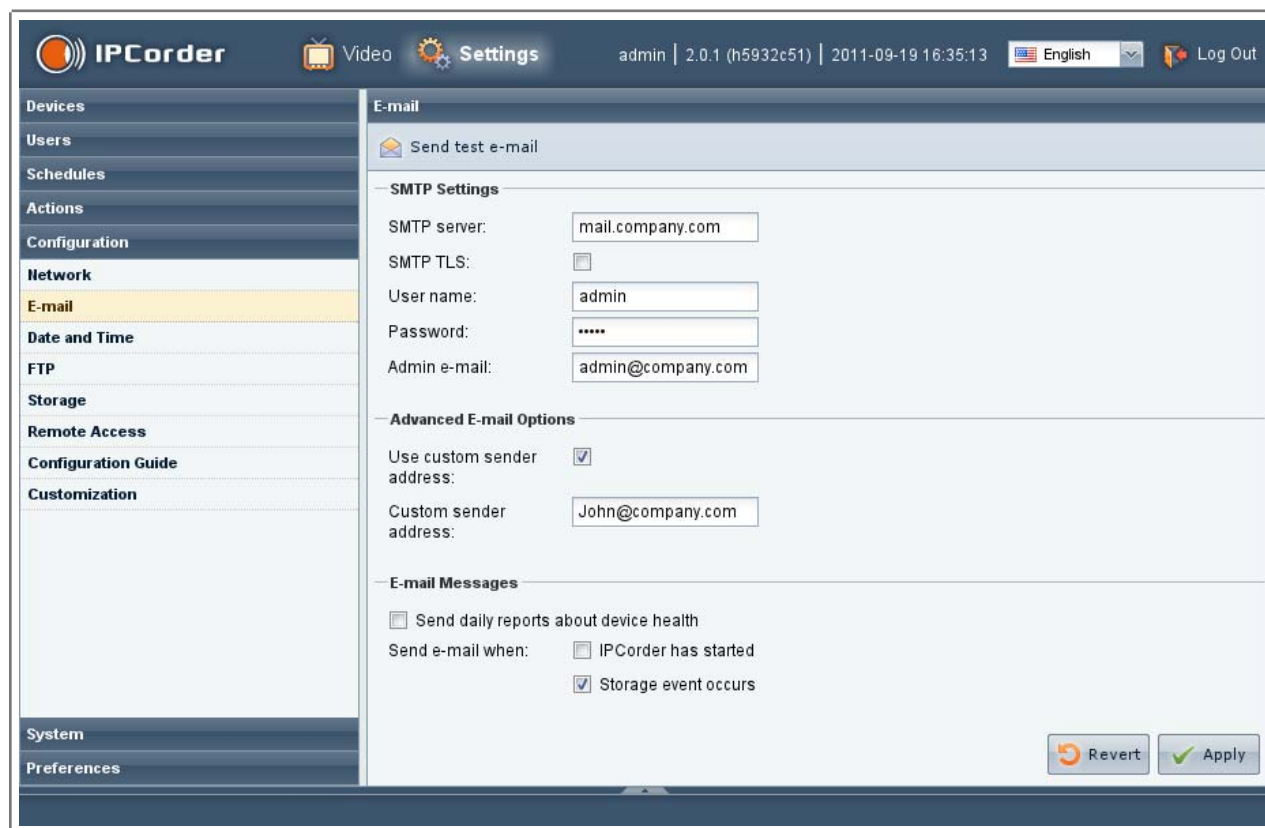 IPCorder
Video
Settings
admin | 2.0.1 (h5932c51) | 2011-09-19 16:35:13
English
Log Out
Devices
Users
Schedules
Actions
Configuration
Network
E-mail
Date and Time
FTP
Storage
Remote Access
Configuration Guide
Customization
System
Preferences
E-mail
Send test e-mail
SMTP Settings
SMTP server: mail.company.com
SMTP TLS:
User name: admin
Password: •••••
Admin e-mail: admin@company.com
Advanced E-mail Options
Use custom sender
address:
Custom sender John@company.com
address:
E-mail Messages
Send daily reports about device health
Send e-mail when: IPCorder has started
Storage event occurs
Revert
Apply